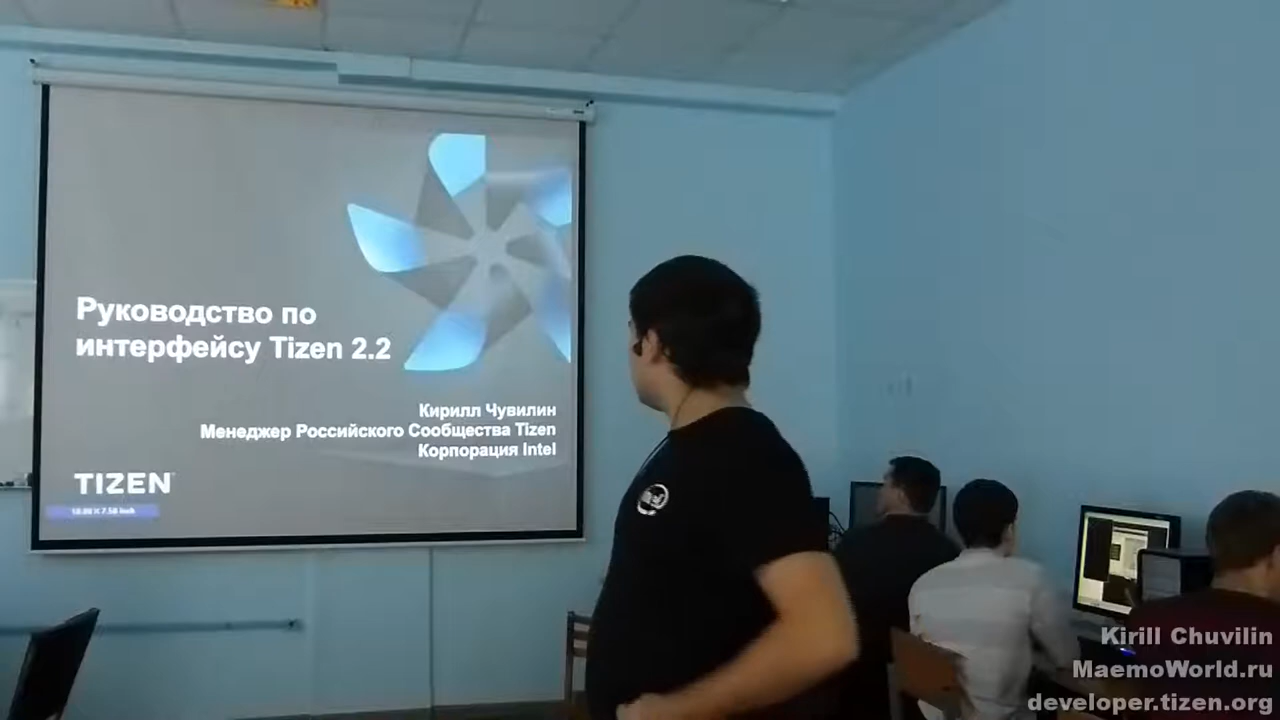 Руководство по
интерфейсу Tizen 2.2
Кирилл Чувилин
Менеджер Российского Сообщества Tizen
Корпорация Intel
TIZEN
Kirill Chuvilin
MaemoWorld.ru
developer.tizen.org